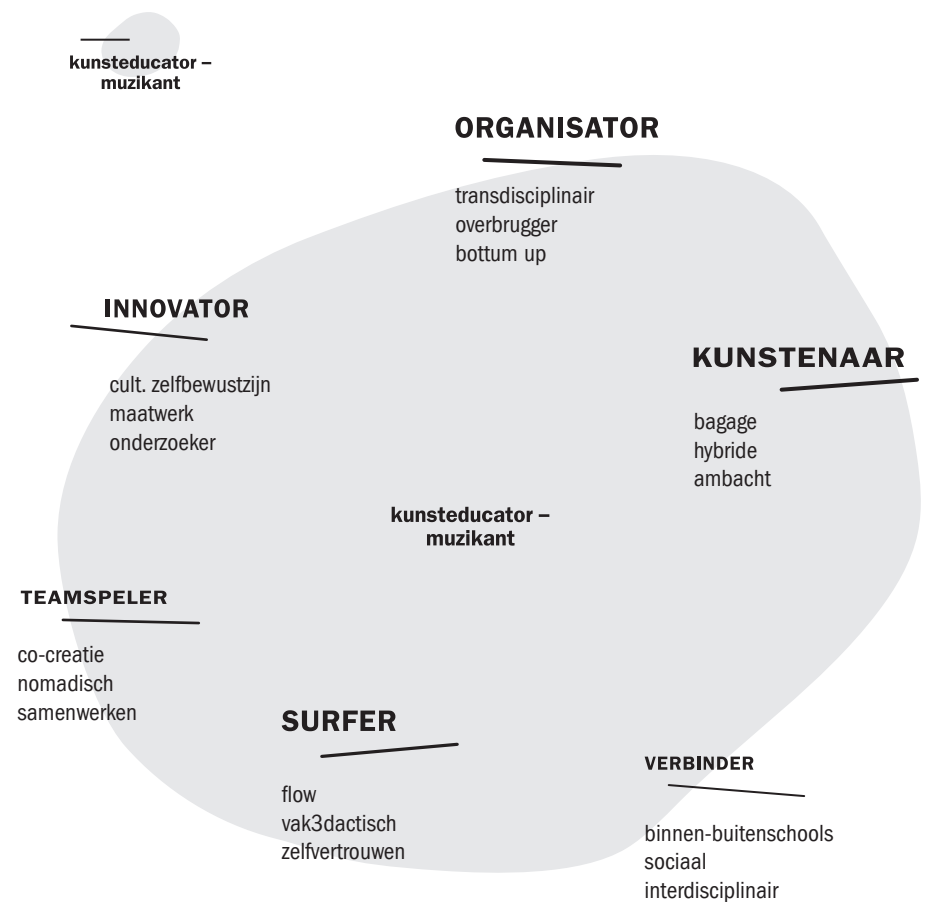 kunsteducator –
muzikant
ORGANISATOR
transdisciplinair
overbrugger
bottum up
INNOVATOR
cult. zelfbewustzijn
maatwerk
onderzoeker
KUNSTENAAR
bagage
hybride
ambacht
kunsteducator –
muzikant
TEAMSPELER
co-creatie
nomadisch
samenwerken
SURFER
flow
vak3dactisch
zelfvertrouwen
VERBINDER
binnen-buitenschools
sociaal
interdisciplinair